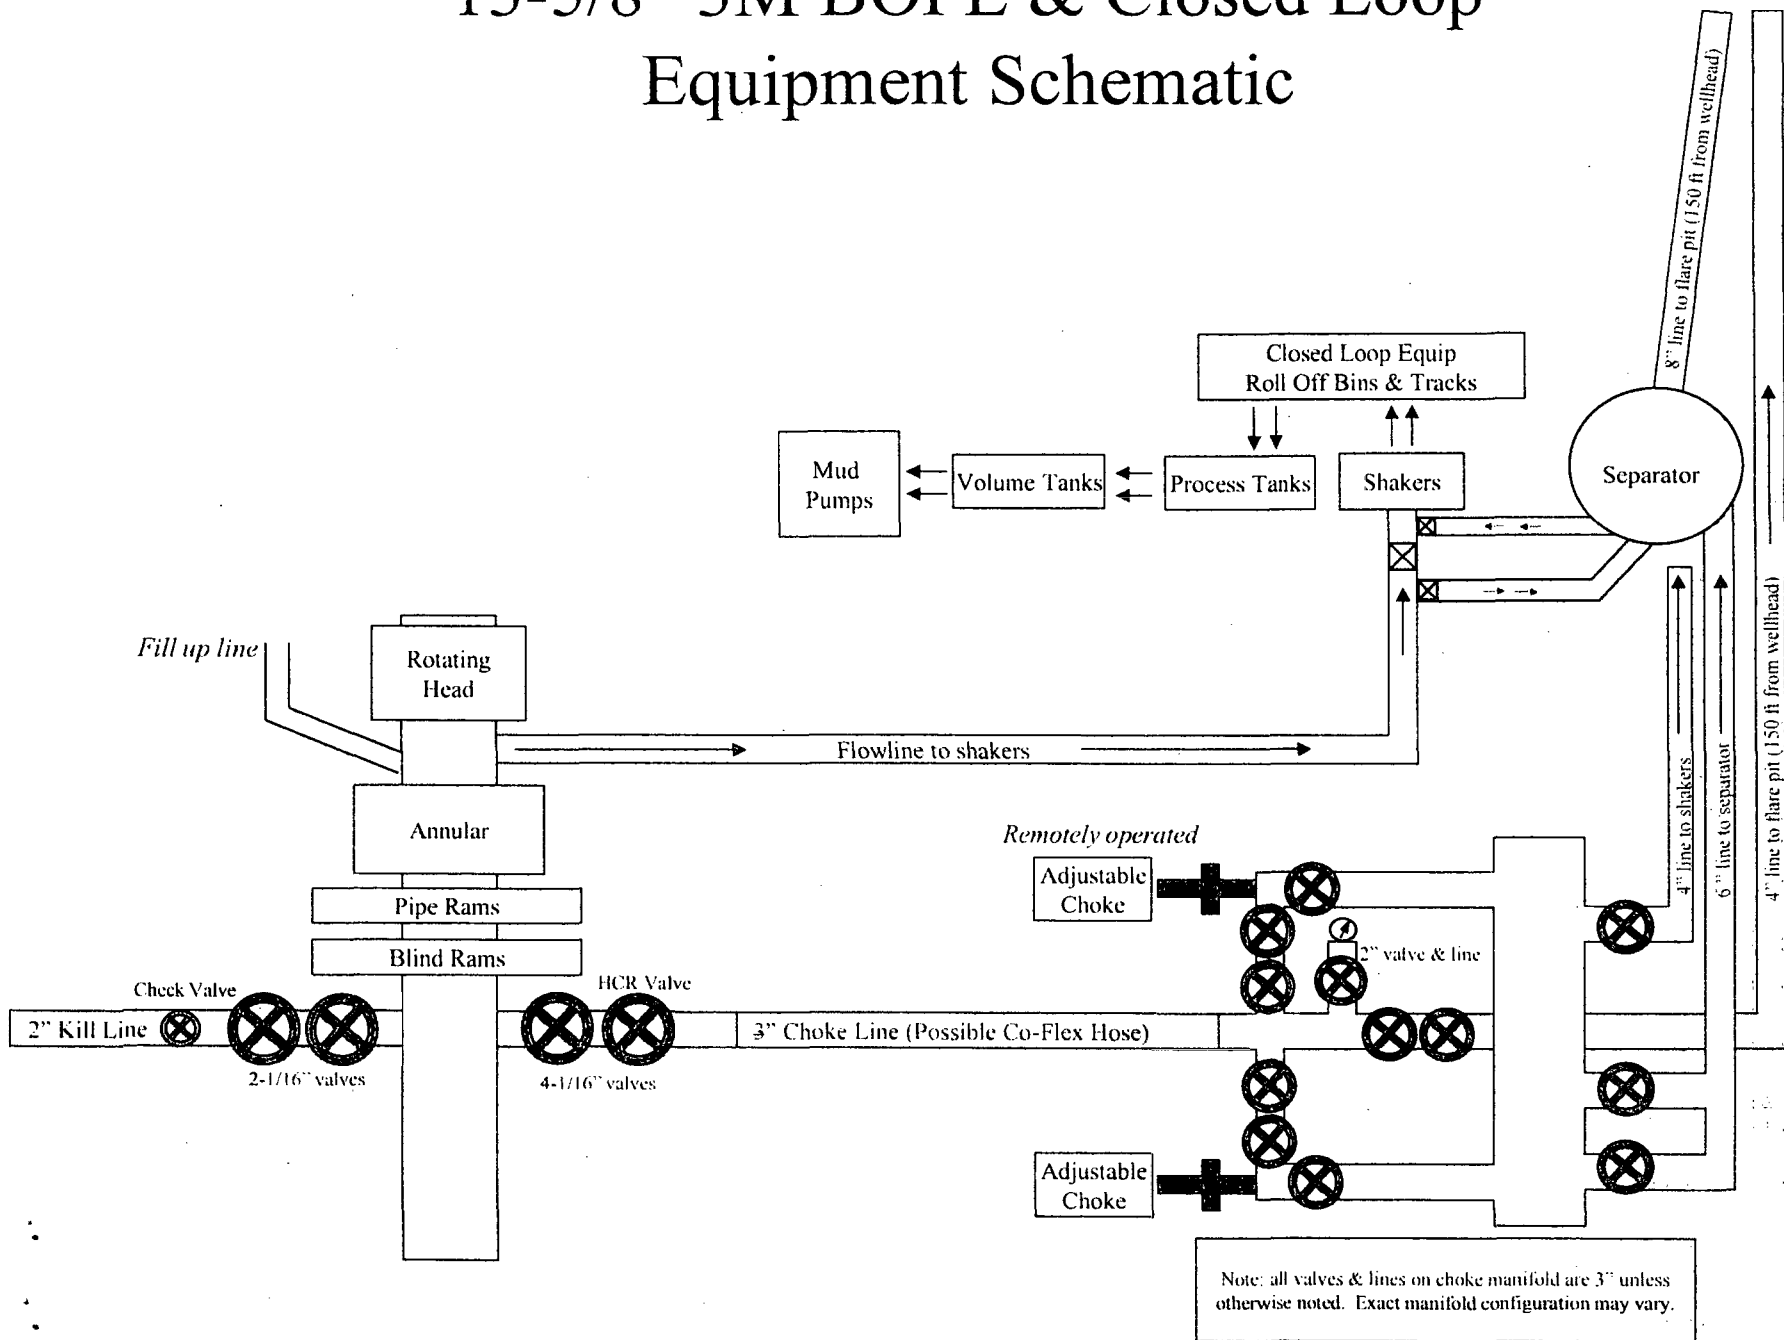 BOPE & Closed Loop
Equipment Schematic
8" line to flare pit (150 ft from wellhead)
Closed Loop Equip
Roll Off Bins & Tracks
Mud
Pumps
Volume Tanks
Process Tanks
Shakers
Separator
Fill up line
Rotating
Head
Flowline to shakers
Annular
Pipe Rams
Blind Rams
Remotely operated
Adjustable
Choke
2" valve & line
4" line to shakers
6" line to separator
4" line to flare pit (150 ft from wellhead)
Check Valve
HCR Valve
2" Kill Line
3" Choke Line (Possible Co-Flex Hose)
2-1/16" valves
4-1/16" valves
Adjustable
Choke
Note: all valves & lines on choke manifold are 3" unless
otherwise noted. Exact manifold configuration may vary.